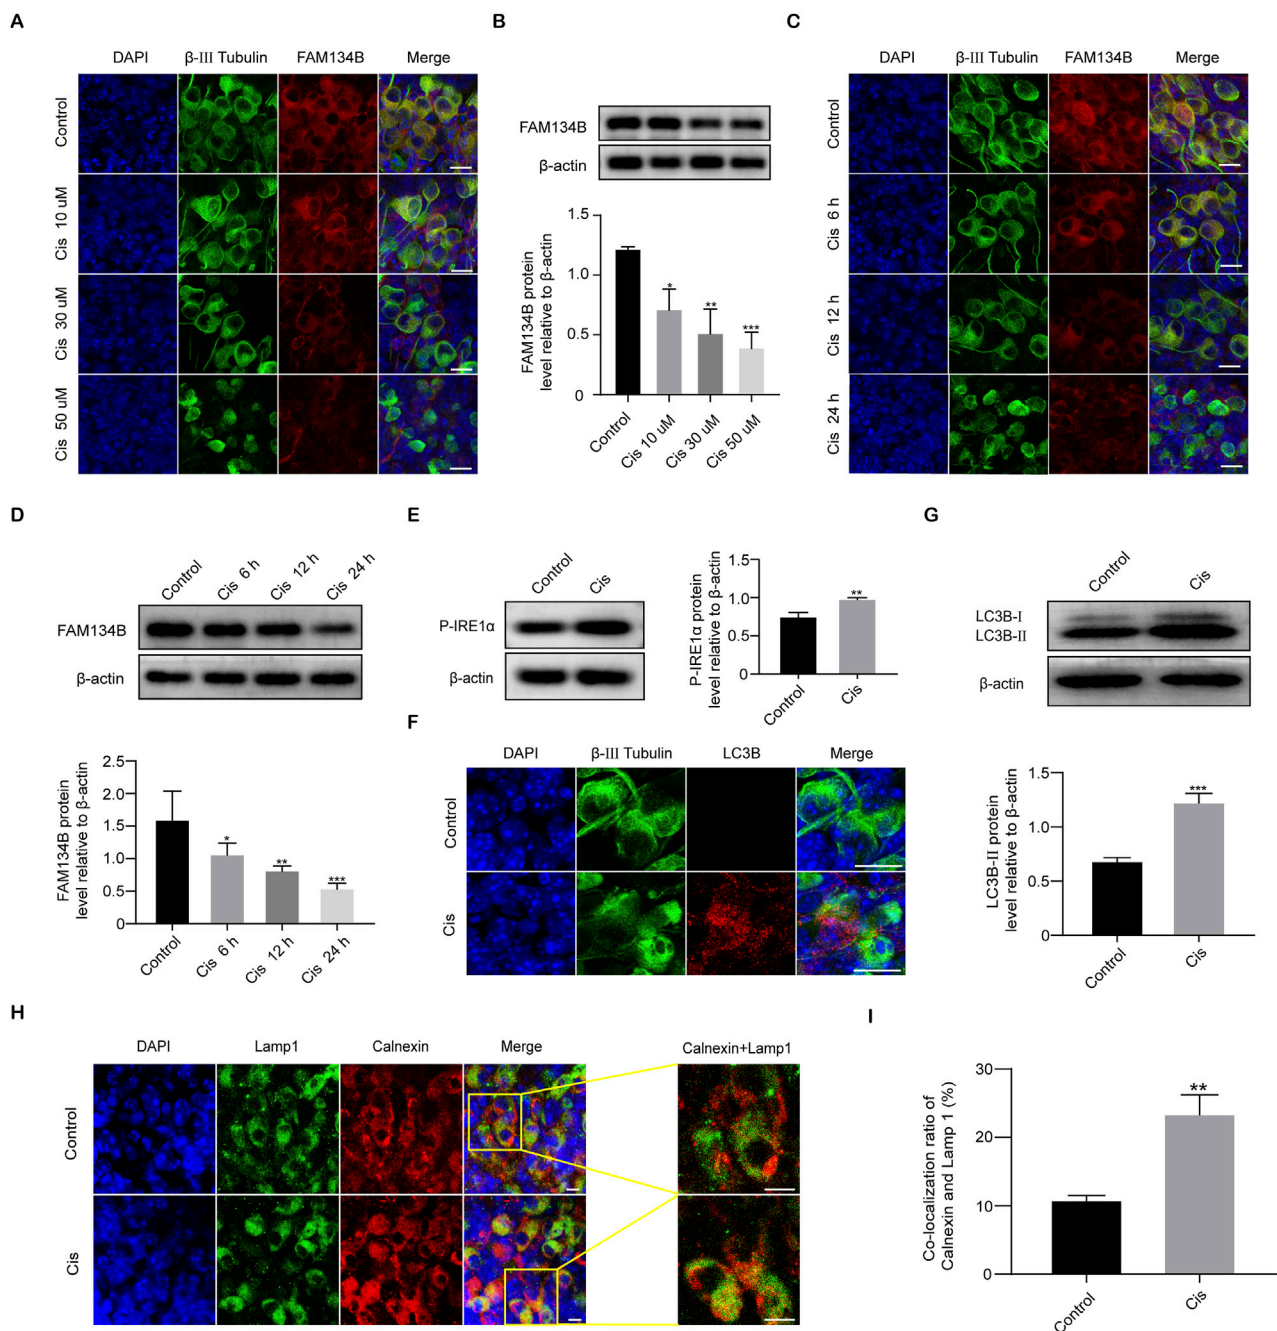 A
DAPI
β-III Tubulin
FAM134B
Merge
Control
Cis 10 uM
Cis 30 uM
Cis 50 uM
B
FAM134B
β-actin
FAM134B protein
level relative to β-actin
1.5
1.0
0.5
0
*
**
***
Control
Cis 10 uM
Cis 30 uM
Cis 50 uM
C
DAPI
β-III Tubulin
FAM134B
Merge
Control
Cis 6 h
Cis 12 h
Cis 24 h
D
Control
Cis 6 h
Cis 12 h
Cis 24 h
FAM134B
β-actin
FAM134B protein
level relative to β-actin
2.5
2.0
1.5
1.0
0.5
0
*
**
***
Control
Cis 6 h
Cis 12 h
Cis 24 h
E
Control
Cis
P-IRE1α
β-actin
P-IRE1α protein
level relative to β-actin
1.5
1.0
0.5
0
**
Control
Cis
F
DAPI
β-III Tubulin
LC3B
Merge
Control
Cis
G
Control
Cis
LC3B-I
LC3B-II
β-actin
LC3B-II protein
level relative to β-actin
1.5
1.0
0.5
0
***
Control
Cis
H
DAPI
Lamp1
Calnexin
Merge
Calnexin+Lamp1
Control
Cis
I
Co-localization ratio of
Calnexin and Lamp 1 (%)
30
20
10
0
**
Control
Cis